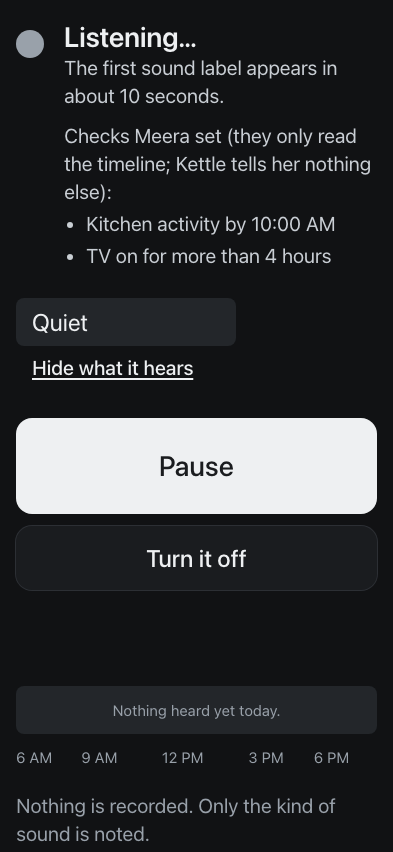 Listening...
The first sound label appears in
about 10 seconds.
Checks Meera set (they only read
the timeline; Kettle tells her nothing
else):
• Kitchen activity by 10:00 AM
• TV on for more than 4 hours
Quiet
Hide what it hears
Pause
Turn it off
Nothing heard yet today.
6 AM 9 AM 12 PM 3 PM 6 PM
Nothing is recorded. Only the kind of
sound is noted.